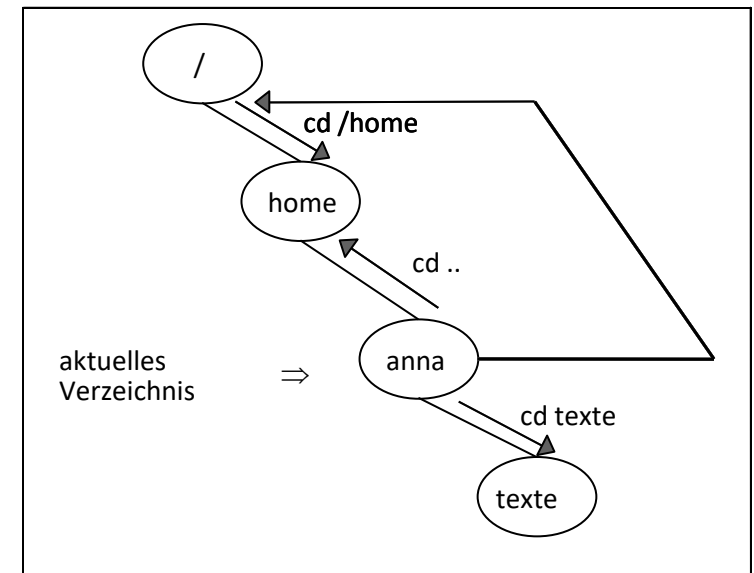 /
cd /home
home
cd ..
aktuelles
Verzeichnis
⇒
anna
cd texte
texte